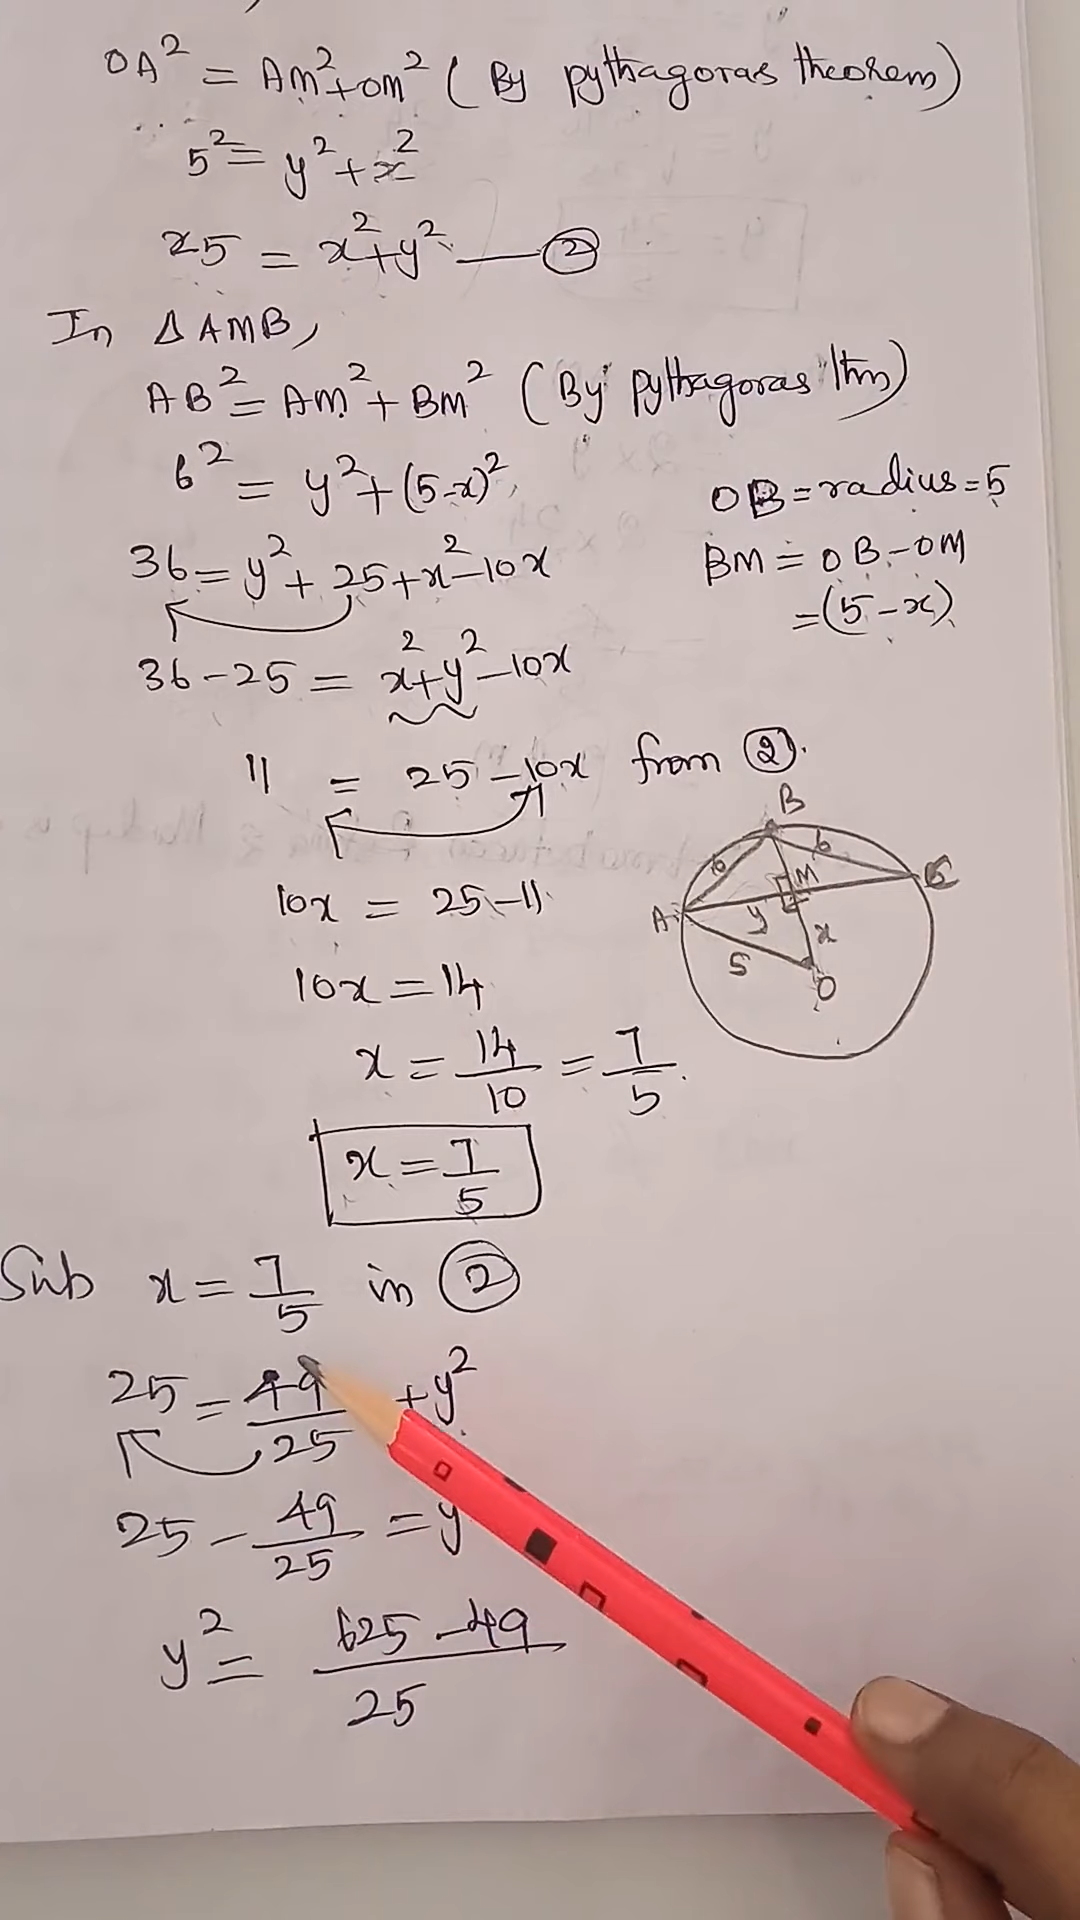 OA² = AM² + OM² (By pythagoras theorem)
5² = y² + x²
25 = x² + y² — ②
In Δ AMB,
AB² = AM² + BM² (By pythagoras thm)
6² = y² + (5-x)²
OB = radius = 5
36 = y² + 25 + x² - 10x
BM = OB - OM
= (5 - x)
36 - 25 = x² + y² - 10x
11 = 25 - 10x from ②.
B
6 6
M
A C
y
x
5
O
10x = 25 - 11
10x = 14
x = 14/10 = 7/5.
x = 7/5
Sub x = 7/5 in ②
25 = 49/25 + y²
25 - 49/25 = y
y² = 625 - 49/25